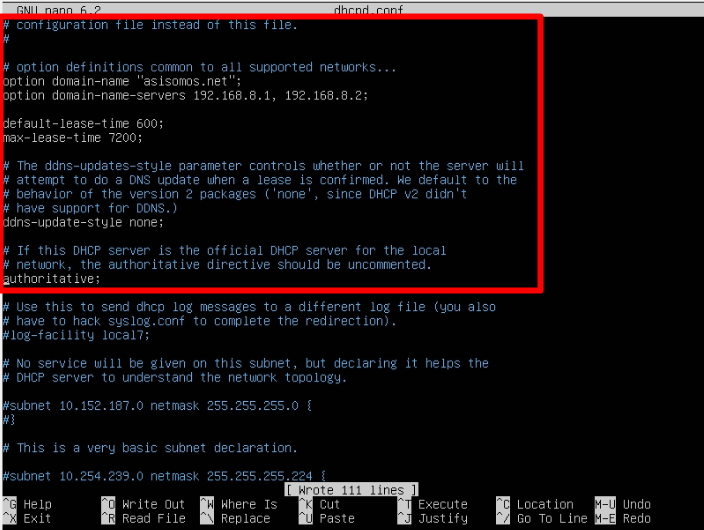 GNU nano 6.2 dhcpd.conf
# configuration file instead of this file.
#
# option definitions common to all supported networks...
option domain-name "asisomos.net";
option domain-name-servers 192.168.8.1, 192.168.8.2;
default-lease-time 600;
max-lease-time 7200;
# The ddns-updates-style parameter controls whether or not the server will
# attempt to do a DNS update when a lease is confirmed. We default to the
# behavior of the version 2 packages ('none', since DHCP v2 didn't
# have support for DDNS.)
ddns-update-style none;
# If this DHCP server is the official DHCP server for the local
# network, the authoritative directive should be uncommented.
authoritative;
# Use this to send dhcp log messages to a different log file (you also
# have to hack syslog.conf to complete the redirection).
#log-facility local7;
# No service will be given on this subnet, but declaring it helps the
# DHCP server to understand the network topology.
#subnet 10.152.187.0 netmask 255.255.255.0 {
#}
# This is a very basic subnet declaration.
#subnet 10.254.239.0 netmask 255.255.255.224 {
[ Wrote 111 lines ]
^G Help ^O Write Out ^W Where Is ^K Cut ^T Execute ^C Location M-U Undo
^X Exit ^R Read File ^\ Replace ^U Paste ^J Justify ^/ Go To Line M-E Redo